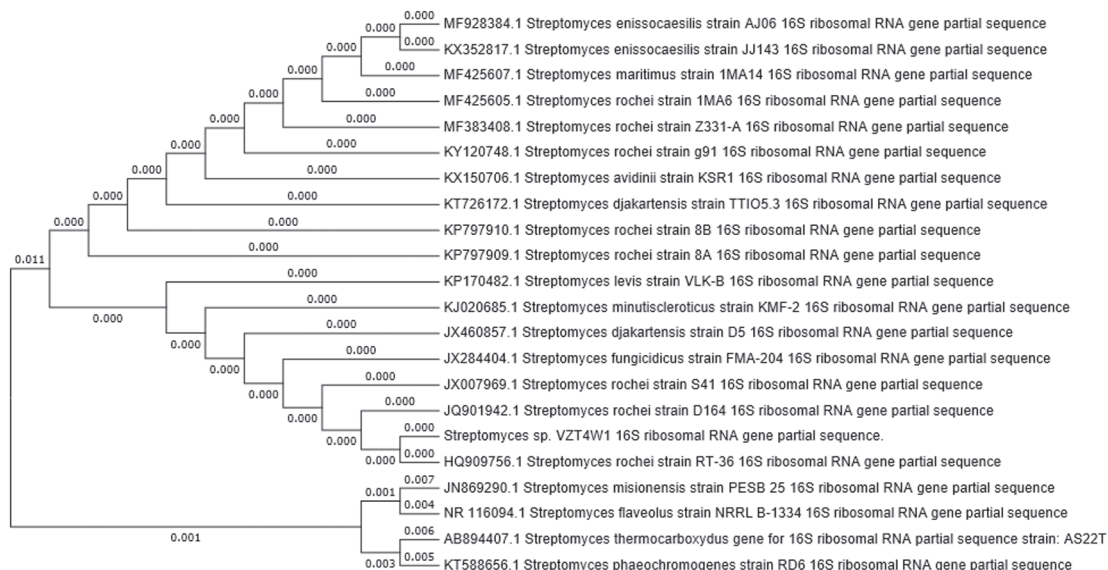 0.000
0.000 MF928384.1 Streptomyces enissocaesilis strain AJ06 16S ribosomal RNA gene partial sequence
0.000
0.000 KX352817.1 Streptomyces enissocaesilis strain JJ143 16S ribosomal RNA gene partial sequence
0.000
0.000 MF425607.1 Streptomyces maritimus strain 1MA14 16S ribosomal RNA gene partial sequence
0.000
0.000 MF425605.1 Streptomyces rochei strain 1MA6 16S ribosomal RNA gene partial sequence
0.000
0.000 MF383408.1 Streptomyces rochei strain Z331-A 16S ribosomal RNA gene partial sequence
0.000
0.000 KY120748.1 Streptomyces rochei strain g91 16S ribosomal RNA gene partial sequence
0.000
0.000 KX150706.1 Streptomyces avidinii strain KSR1 16S ribosomal RNA gene partial sequence
0.000
0.000 KT726172.1 Streptomyces djakartensis strain TTIO5.3 16S ribosomal RNA gene partial sequence
0.000
0.000 KP797910.1 Streptomyces rochei strain 8B 16S ribosomal RNA gene partial sequence
0.000 KP797909.1 Streptomyces rochei strain 8A 16S ribosomal RNA gene partial sequence
0.011
0.000 KP170482.1 Streptomyces levis strain VLK-B 16S ribosomal RNA gene partial sequence
0.000
0.000 KJ020685.1 Streptomyces minutiscleroticus strain KMF-2 16S ribosomal RNA gene partial sequence
0.000
0.000 JX460857.1 Streptomyces djakartensis strain D5 16S ribosomal RNA gene partial sequence
0.000
0.000 JX284404.1 Streptomyces fungicidicus strain FMA-204 16S ribosomal RNA gene partial sequence
0.000
0.000 JX007969.1 Streptomyces rochei strain S41 16S ribosomal RNA gene partial sequence
0.000
0.000 JQ901942.1 Streptomyces rochei strain D164 16S ribosomal RNA gene partial sequence
0.000
0.000 Streptomyces sp. VZT4W1 16S ribosomal RNA gene partial sequence.
0.000
0.000 HQ909756.1 Streptomyces rochei strain RT-36 16S ribosomal RNA gene partial sequence
0.007 JN869290.1 Streptomyces misionensis strain PESB 25 16S ribosomal RNA gene partial sequence
0.001
0.004 NR 116094.1 Streptomyces flaveolus strain NRRL B-1334 16S ribosomal RNA gene partial sequence
0.001
0.006 AB894407.1 Streptomyces thermocarboxydus gene for 16S ribosomal RNA partial sequence strain: AS22T
0.003
0.005 KT588656.1 Streptomyces phaeochromogenes strain RD6 16S ribosomal RNA gene partial sequence